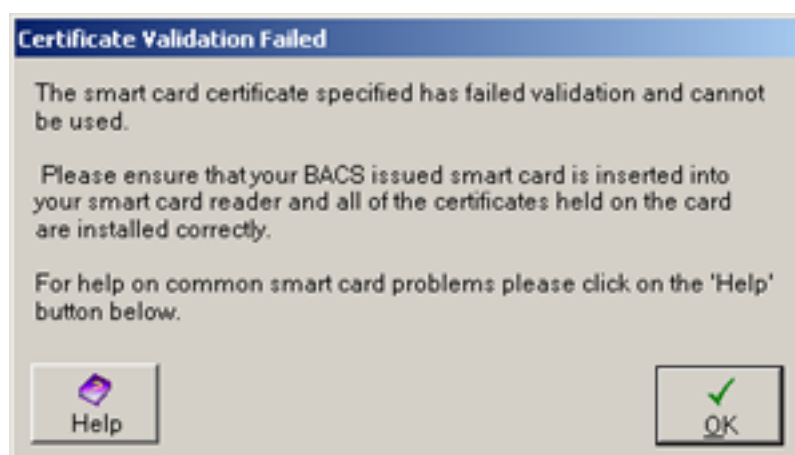 Certificate Validation Failed
The smart card certificate specified has failed validation and cannot
be used.
Please ensure that your BACS issued smart card is inserted into
your smart card reader and all of the certificates held on the card
are installed correctly.
For help on common smart card problems please click on the 'Help'
button below.
Help
OK